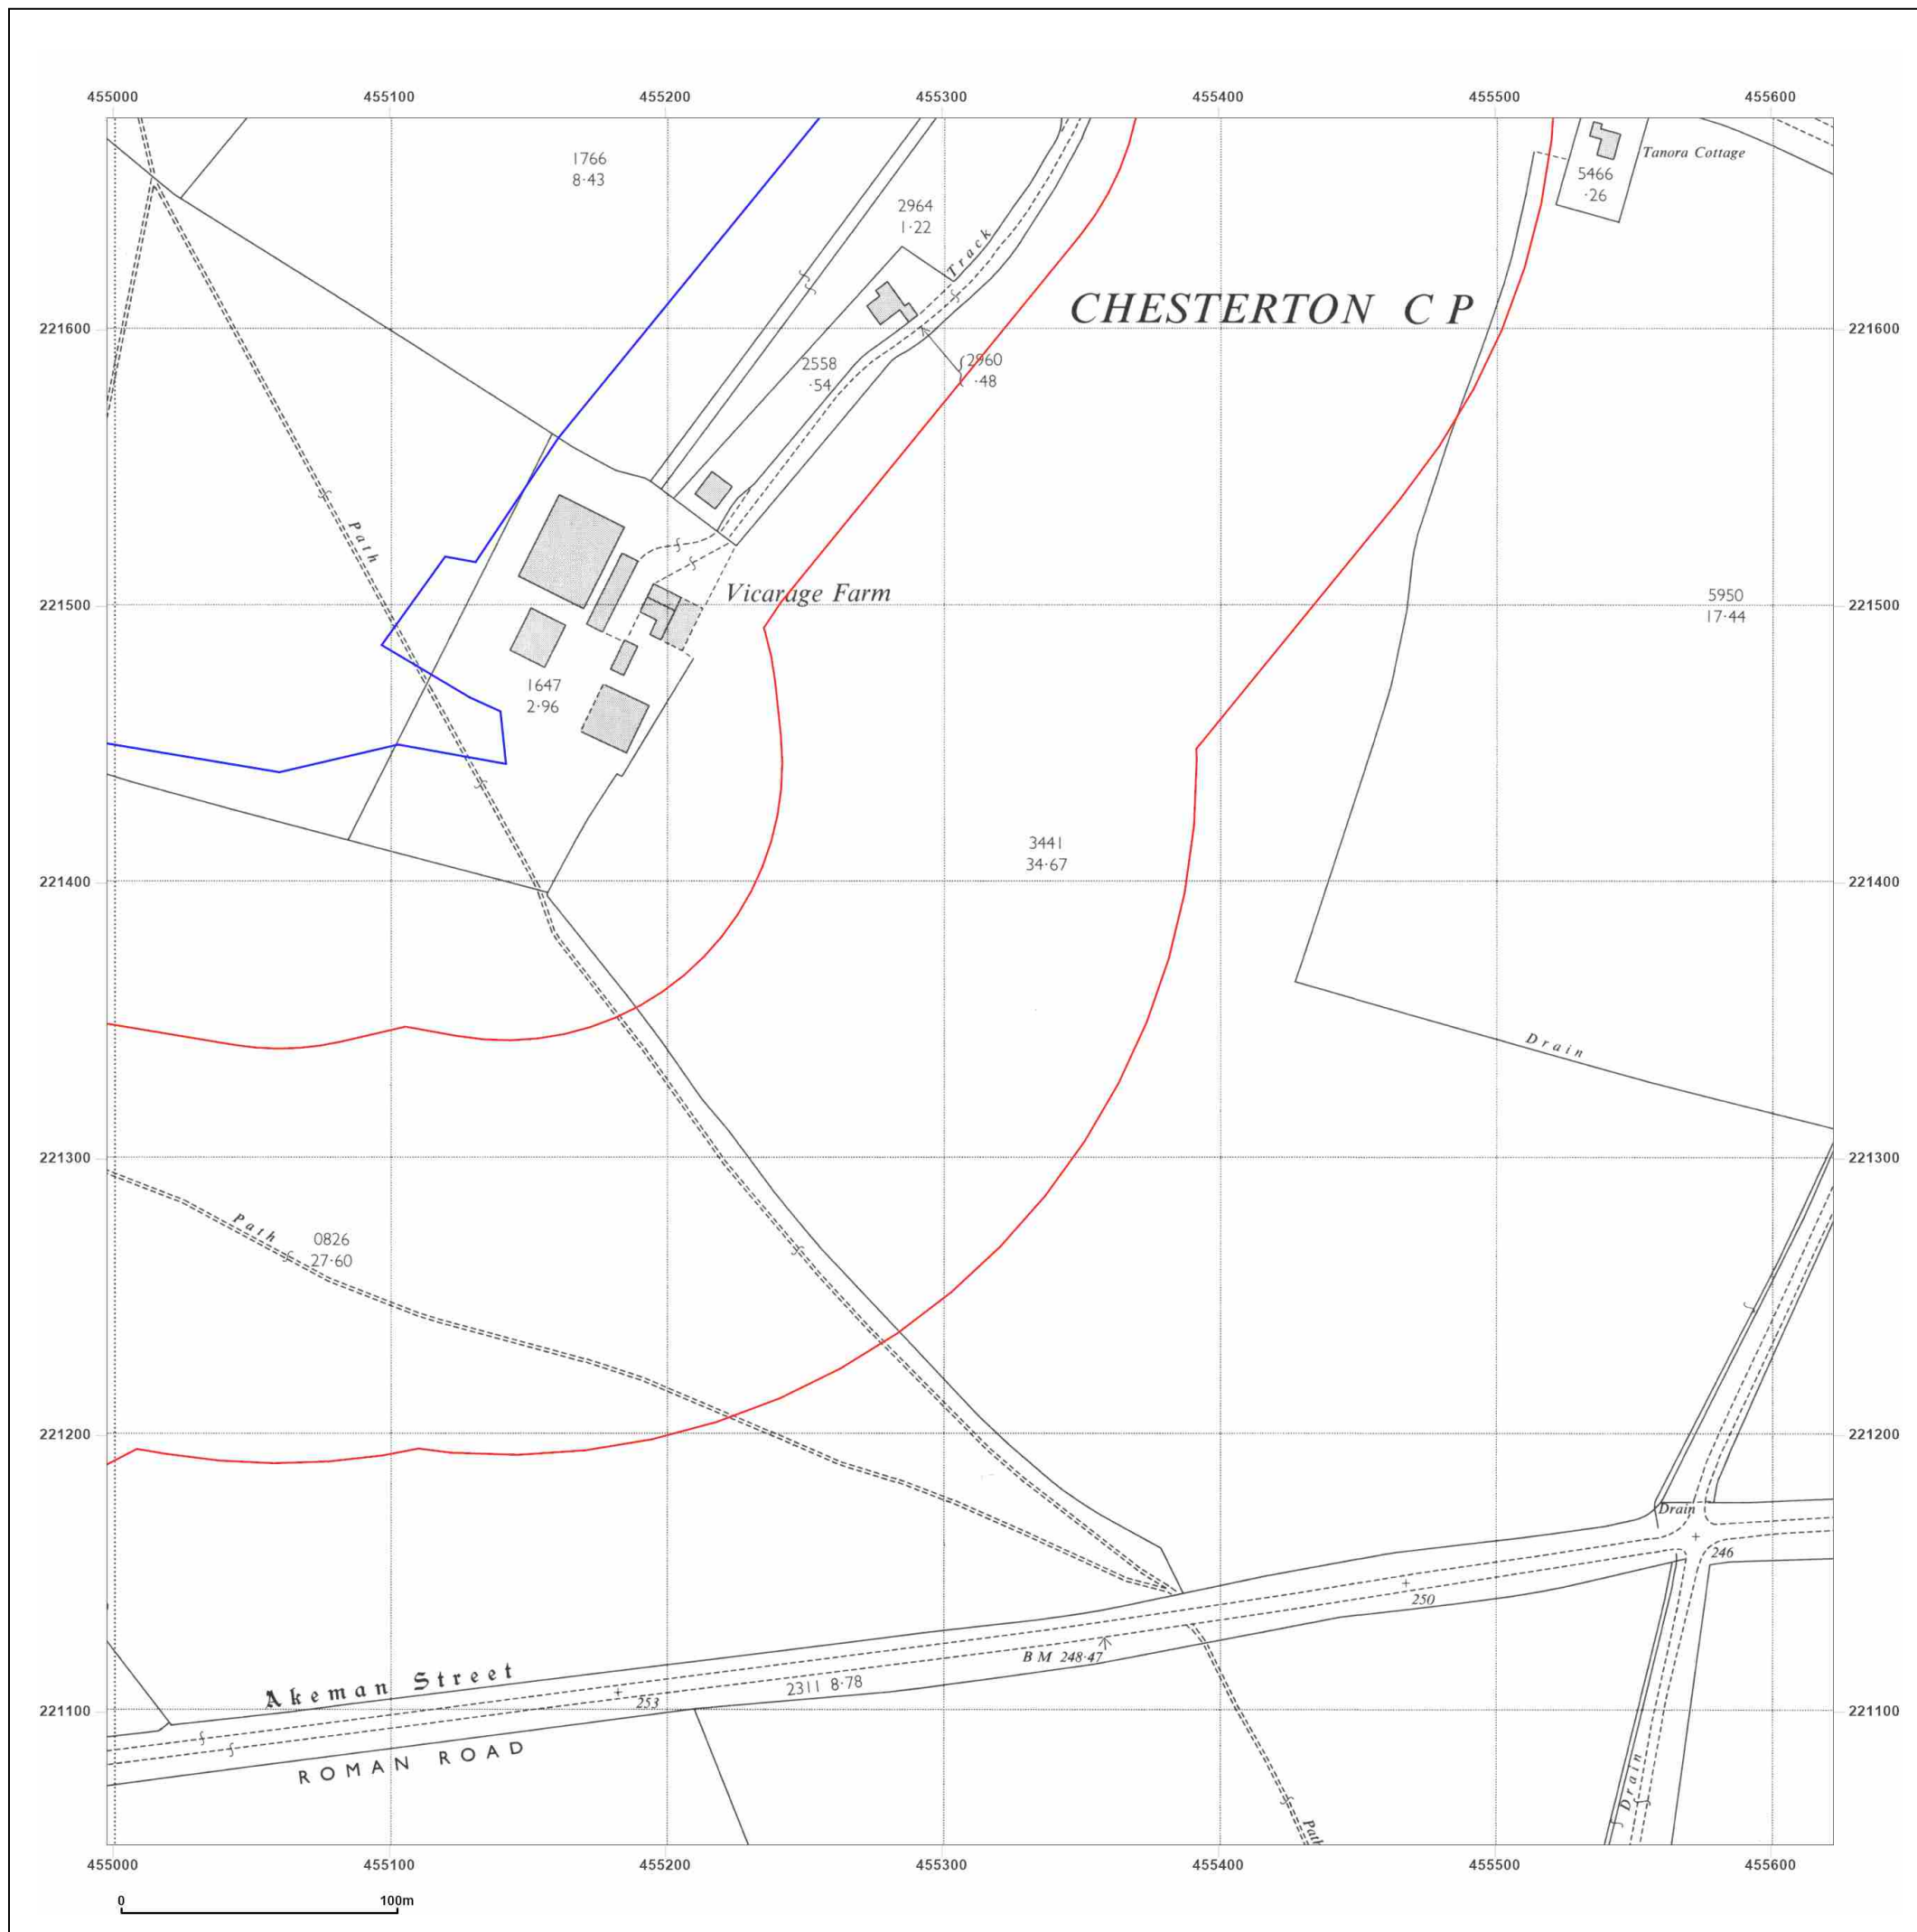 455000 455100 455200 455300 455400 455500 455600
1766
8·43
Tanora Cottage
5466
·26
2964
1·22
Track
CHESTERTON C P
221600
221600
2558
·54
2960
·48
Path
Vicarage Farm
221500
221500
5950
17·44
1647
2·96
3441
34·67
221400
221400
Drain
221300
221300
Path
0826
27·60
221200
221200
Drain
246
250
B M 248·47
Akeman Street
2311 8·78
253
221100
221100
ROMAN ROAD
Drain
Path
455000 455100 455200 455300 455400 455500 455600
0 100m